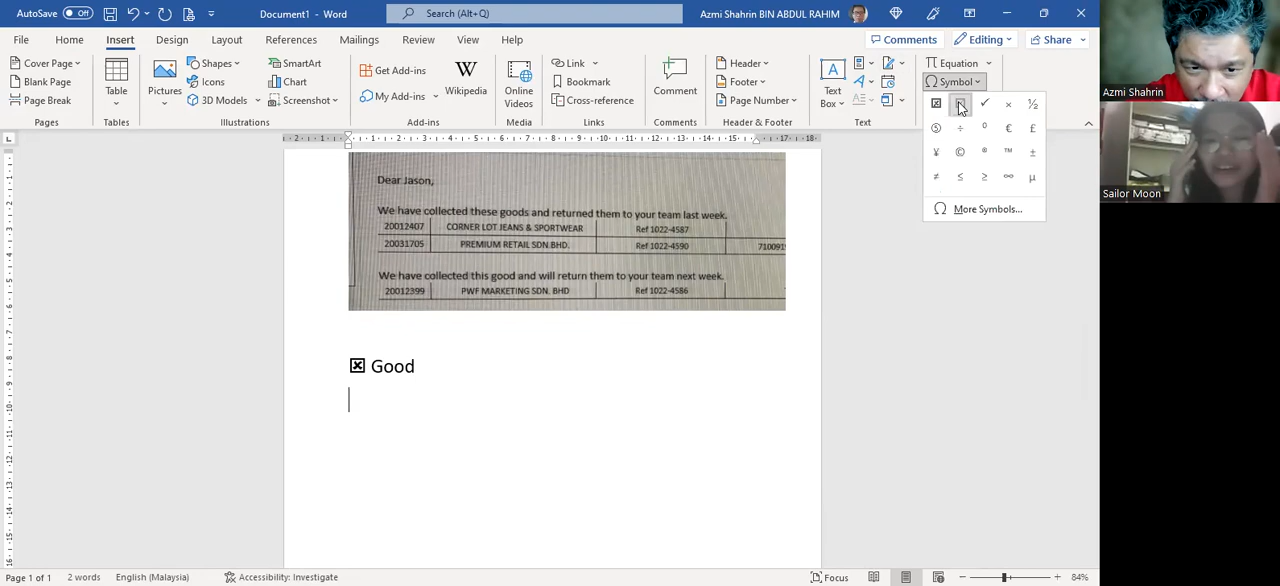 AutoSave Off Document1 - Word Search (Alt+Q) Azmi Shahrin BIN ABDUL RAHIM
File Home Insert Design Layout References Mailings Review View Help Comments Editing Share
Cover Page
Blank Page
Page Break
Pages
Table
Tables
Pictures
Shapes
Icons
3D Models
SmartArt
Chart
Screenshot
Illustrations
Get Add-ins
My Add-ins
Wikipedia
Add-ins
Online
Videos
Media
Link
Bookmark
Cross-reference
Links
Comment
Comments
Header
Footer
Page Number
Header & Footer
Text
Box
Text
Equation
Symbol
✓ × ½
÷ € £
¥ © ® ™ ±
≠ ≤ ≥ ∞ µ
More Symbols...
Dear Jason,
We have collected these goods and returned them to your team last week.
20012407 CORNER LOT JEANS & SPORTWEAR Ref 1022-4587
20031705 PREMIUM RETAIL SDN.BHD. Ref 1022-4590 710091
We have collected this good and will return them to your team next week.
20012399 PWF MARKETING SDN. BHD Ref 1022-4586
☒ Good
Page 1 of 1 2 words English (Malaysia) Accessibility: Investigate Focus 84%
Azmi Shahrin
Sailor Moon